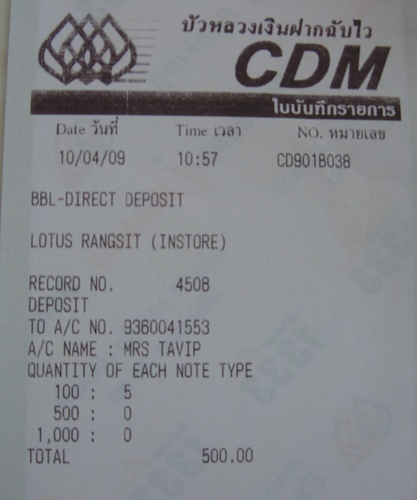 บัวหลวงเงินฝากฉับไว
CDM
ใบบันทึกรายการ
Date วันที่ Time เวลา NO. หมายเลข
10/04/09 10:57 CD901B038
BBL-DIRECT DEPOSIT
LOTUS RANGSIT (INSTORE)
RECORD NO. 4508
DEPOSIT
TO A/C NO. 9360041553
A/C NAME : MRS TAVIP
QUANTITY OF EACH NOTE TYPE
100 : 5
500 : 0
1,000 : 0
TOTAL 500.00